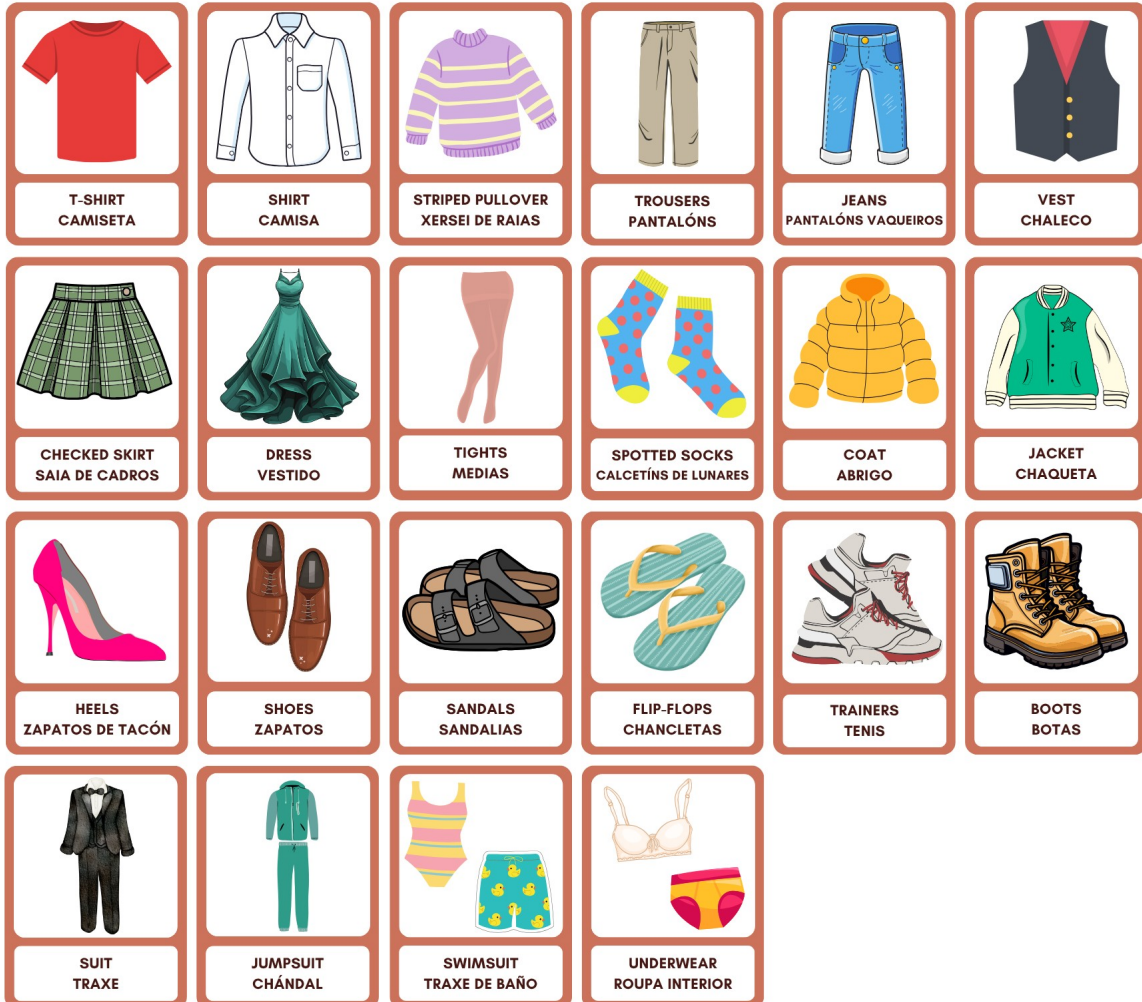 T-SHIRT
CAMISETA
SHIRT
CAMISA
STRIPED PULLOVER
XERSEI DE RAIAS
TROUSERS
PANTALÓNS
JEANS
PANTALÓNS VAQUEIROS
VEST
CHALECO
CHECKED SKIRT
SAIA DE CADROS
DRESS
VESTIDO
TIGHTS
MEDIAS
SPOTTED SOCKS
CALCETÍNS DE LUNARES
COAT
ABRIGO
JACKET
CHAQUETA
HEELS
ZAPATOS DE TACÓN
SHOES
ZAPATOS
SANDALS
SANDALIAS
FLIP-FLOPS
CHANCLETAS
TRAINERS
TENIS
BOOTS
BOTAS
SUIT
TRAXE
JUMPSUIT
CHÁNDAL
SWIMSUIT
TRAXE DE BAÑO
UNDERWEAR
ROUPA INTERIOR